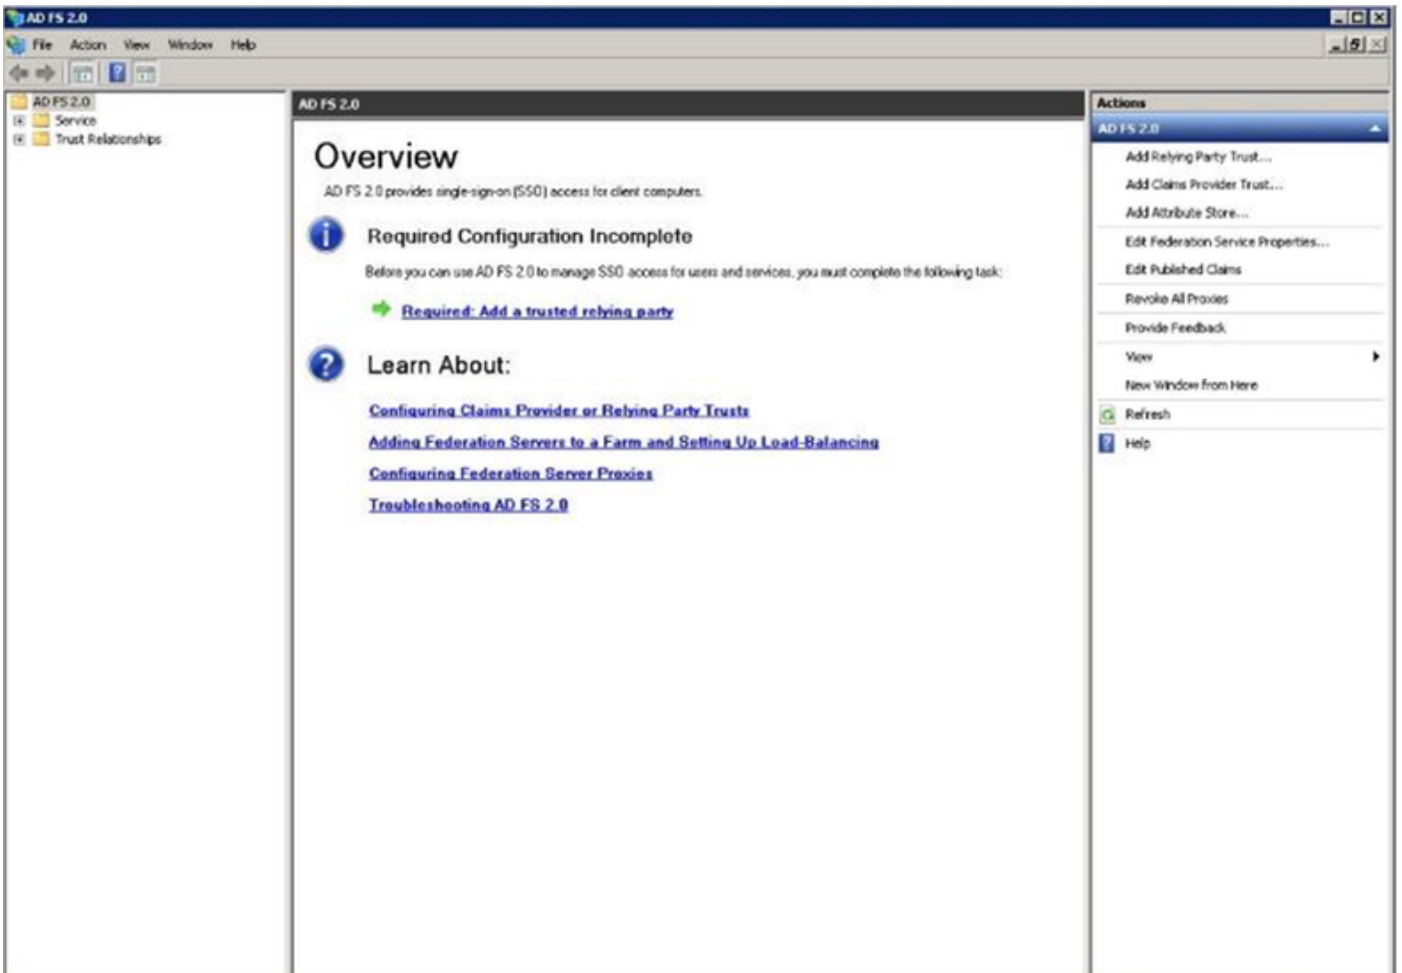 AD FS 2.0
File Action View Window Help
AD FS 2.0
Service
Trust Relationships
AD FS 2.0
Overview
AD FS 2.0 provides single-sign-on (SSO) access for client computers.
Required Configuration Incomplete
Before you can use AD FS 2.0 to manage SSO access for users and services, you must complete the following task:
Required: Add a trusted relying party
Learn About:
Configuring Claims Provider or Relying Party Trusts
Adding Federation Servers to a Farm and Setting Up Load-Balancing
Configuring Federation Server Proxies
Troubleshooting AD FS 2.0
Actions
AD FS 2.0
Add Relying Party Trust...
Add Claims Provider Trust...
Add Attribute Store...
Edit Federation Service Properties...
Edit Published Claims
Revoke All Proxies
Provide Feedback
View
New Window from Here
Refresh
Help